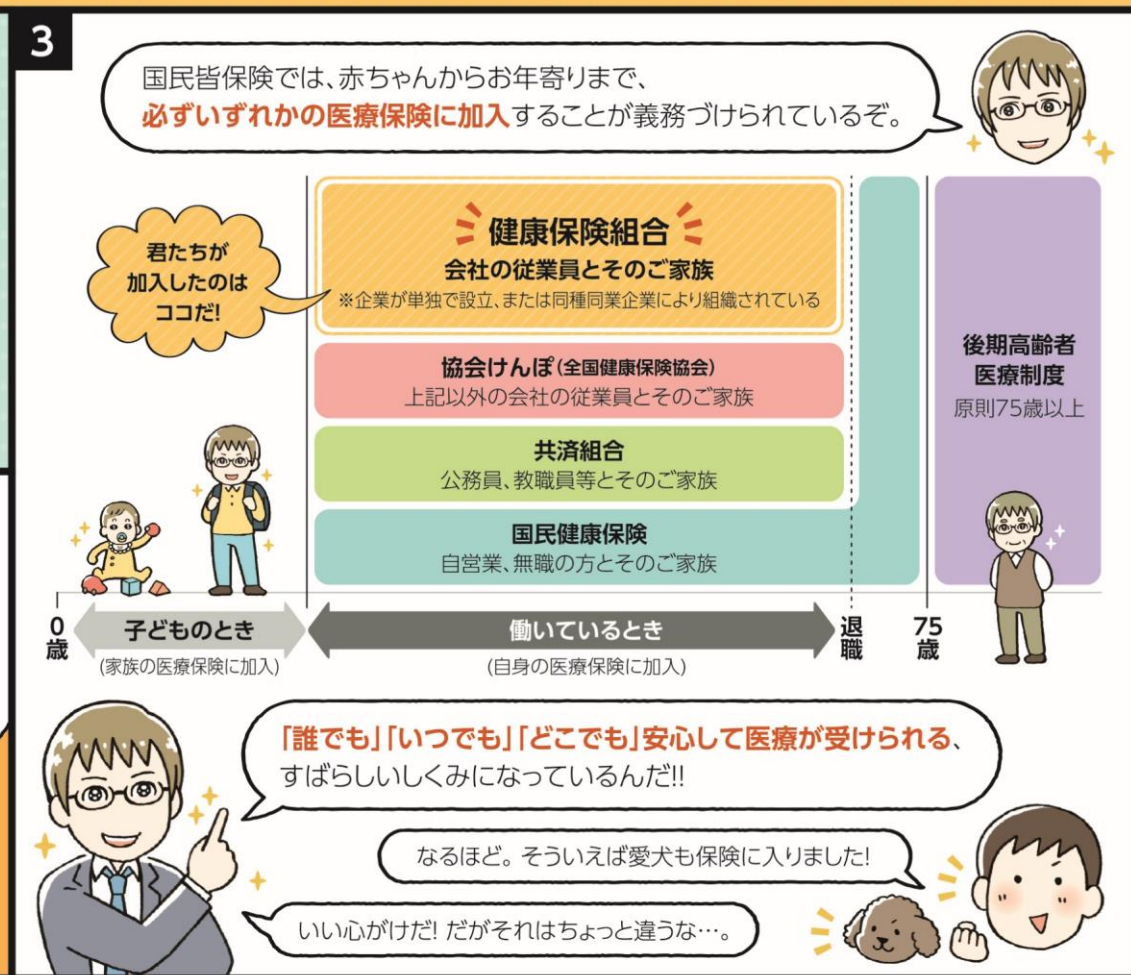 3
国民皆保険では、赤ちゃんからお年寄りまで、
必ずいずれかの医療保険に加入することが義務づけられているぞ。
君たちが
加入したのは
ココだ!
健康保険組合
会社の従業員とそのご家族
※企業が単独で設立、または同種同業企業により組織されている
協会けんぽ(全国健康保険協会)
上記以外の会社の従業員とそのご家族
共済組合
公務員、教職員等とそのご家族
国民健康保険
自営業、無職の方とそのご家族
後期高齢者
医療制度
原則75歳以上
0歳
子どものとき
(家族の医療保険に加入)
働いているとき
(自身の医療保険に加入)
退職
75歳
「誰でも」「いつでも」「どこでも」安心して医療が受けられる、
すばらしいしくみになっているんだ!!
なるほど。そういえば愛犬も保険に入りました!
いい心がけだ! だがそれはちょっと違うな…。